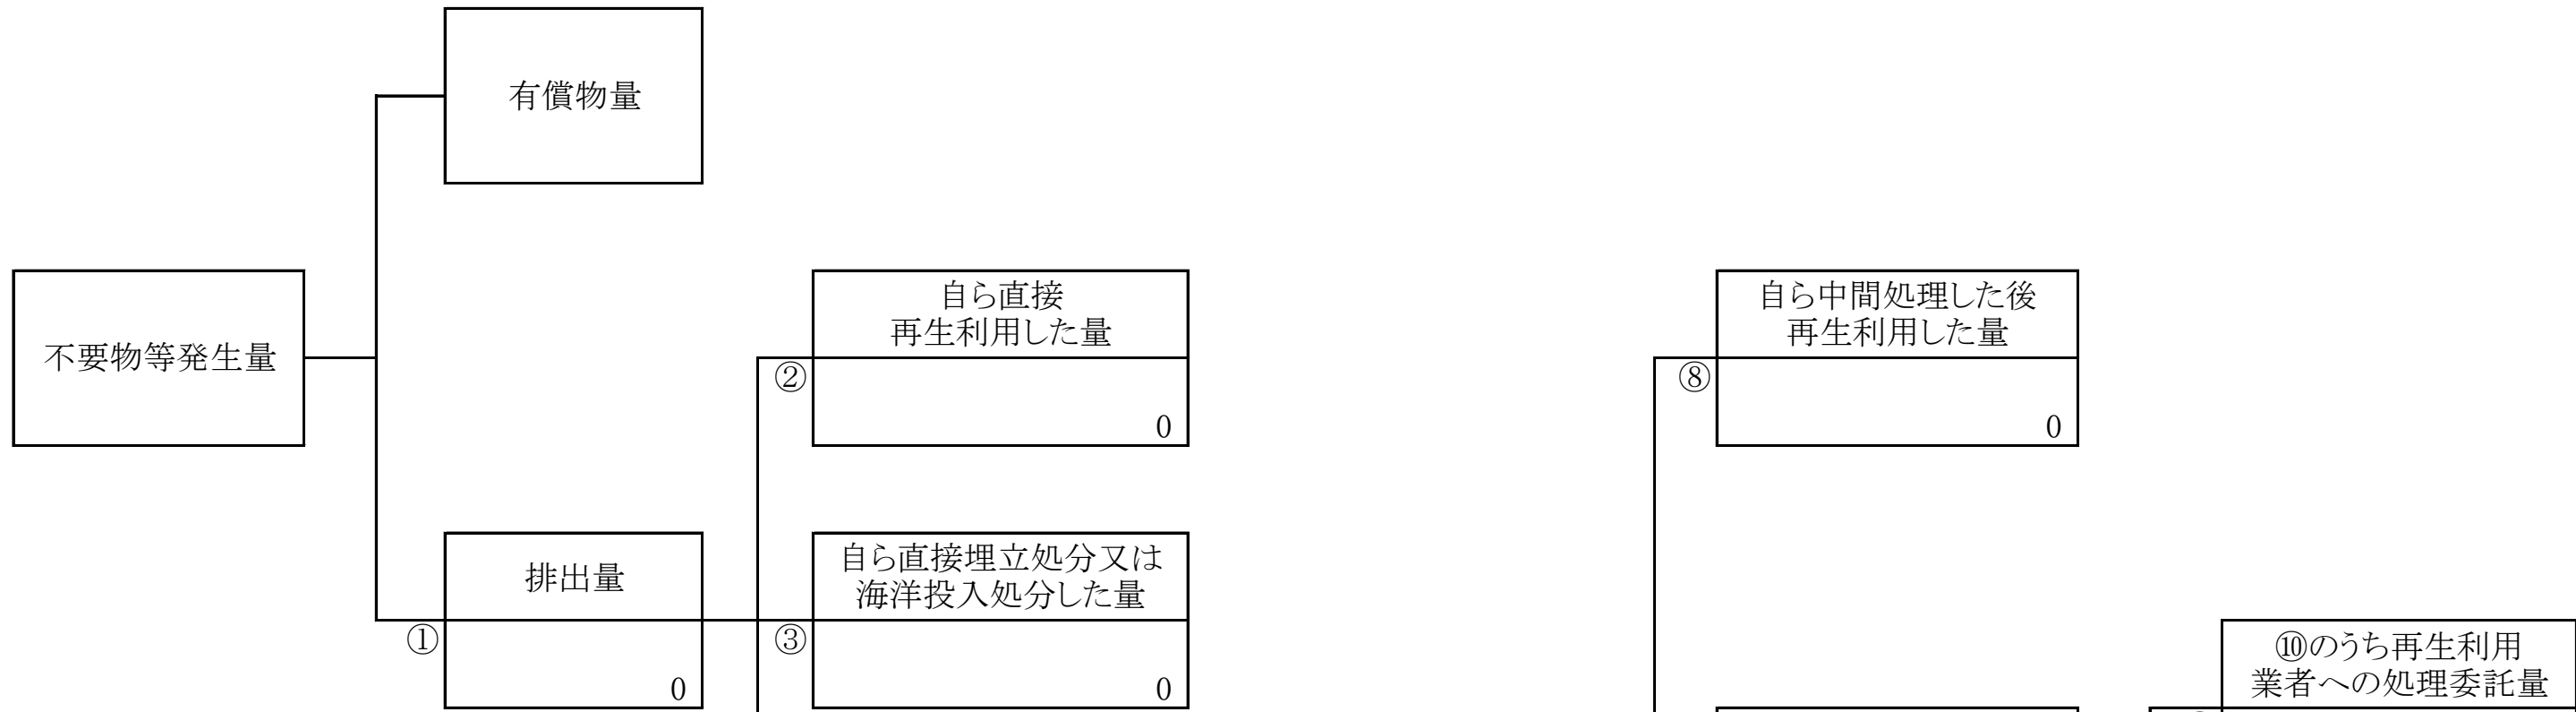 有償物量
不要物等発生量
自ら直接
再生利用した量
②
0
自ら中間処理した後
再生利用した量
⑧
0
排出量
①
0
自ら直接埋立処分又は
海洋投入処分した量
③
0
⑩のうち再生利用
業者への処理委託量